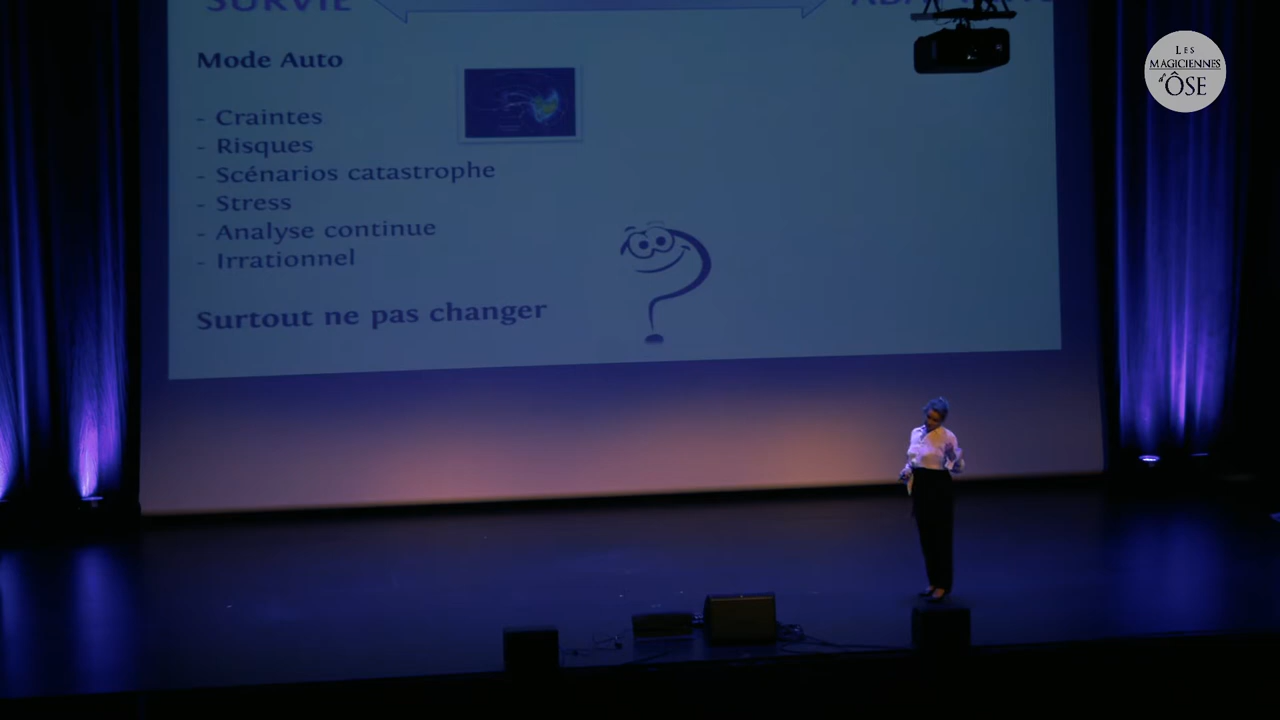 SURVIE
Mode Auto
- Craintes
- Risques
- Scénarios catastrophe
- Stress
- Analyse continue
- Irrationnel
Surtout ne pas changer
LES
MAGICIENNES
d'ÔSE